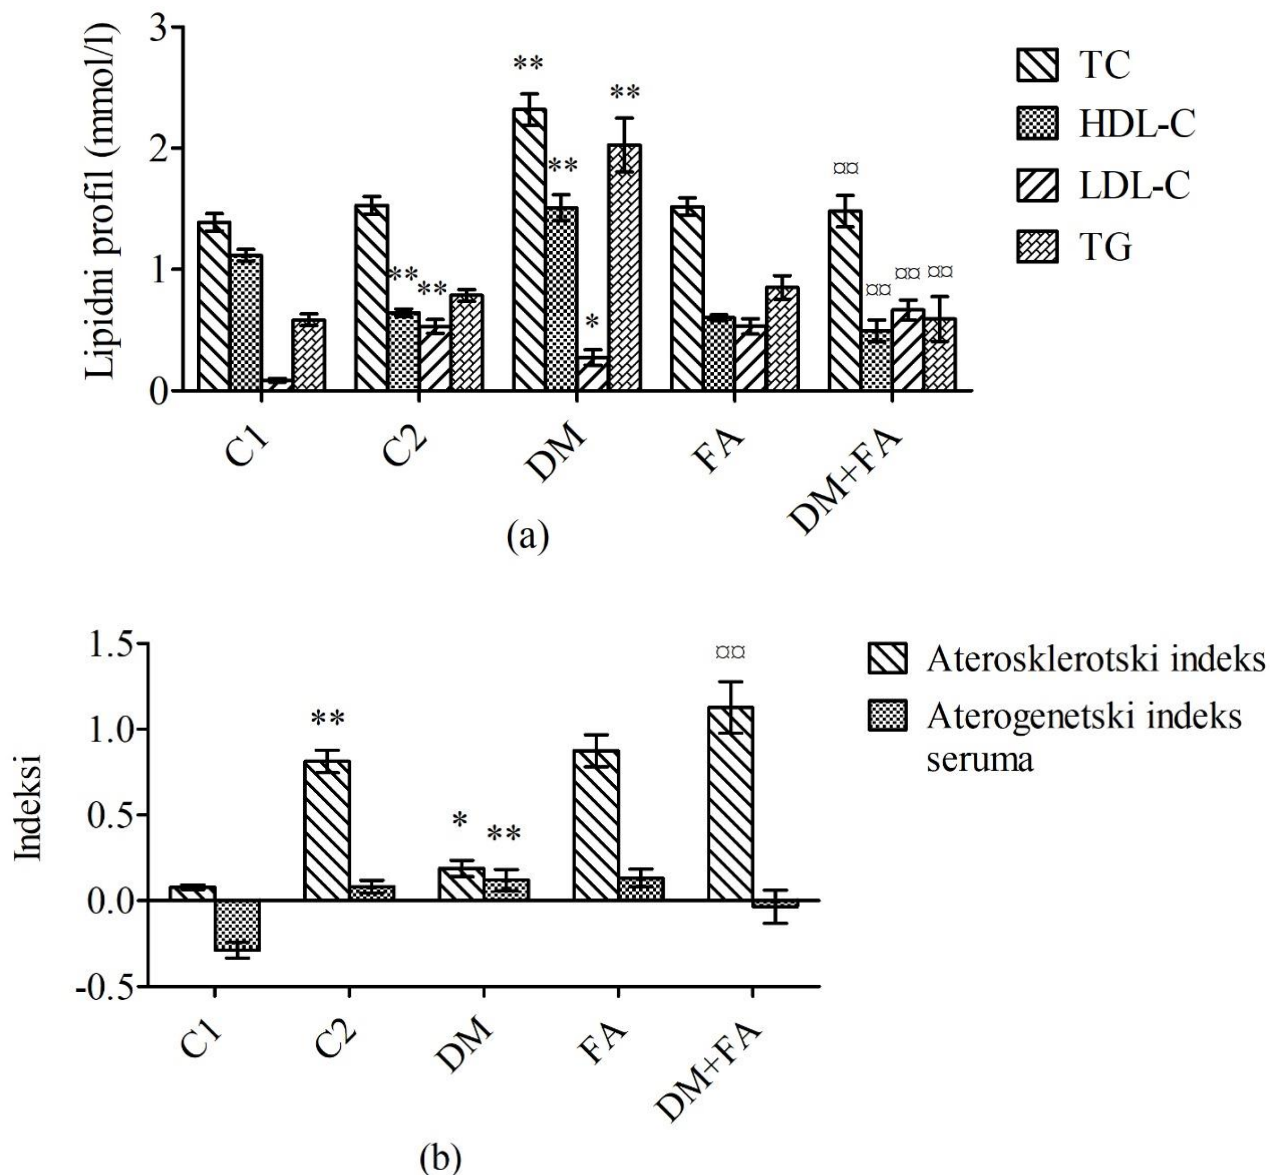 Lipidni profil (mmol/l)
3
2
1
0
**
**
**
**
**
*
¤¤
¤¤
¤¤
¤¤
TC
HDL-C
LDL-C
TG
C1
C2
DM
FA
DM+FA
(a)
Indeksi
1.5
1.0
0.5
0.0
-0.5
**
*
**
¤¤
Aterosklerotski indeks
Aterogenetski indeks
seruma
C1
C2
DM
FA
DM+FA
(b)